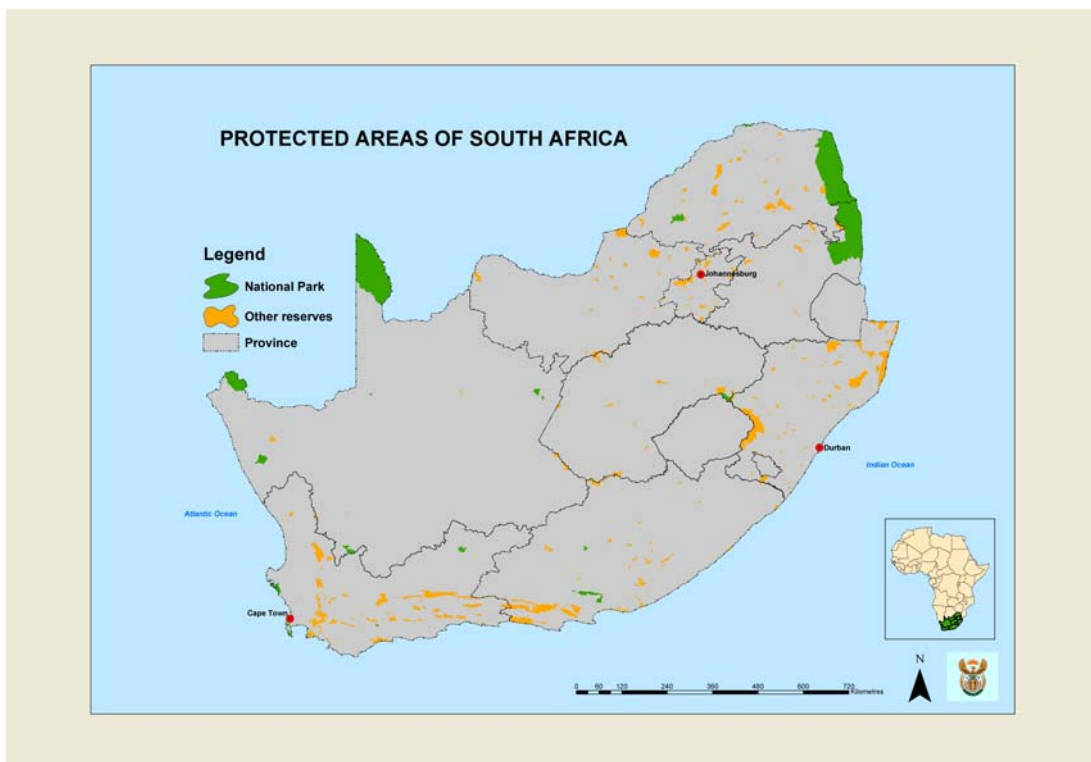 PROTECTED AREAS OF SOUTH AFRICA
Legend
National Park
Other reserves
Province
Johannesburg
Durban
Indian Ocean
Atlantic Ocean
Cape Town
N
0 60 120 240 360 480 600 720
Kilometres